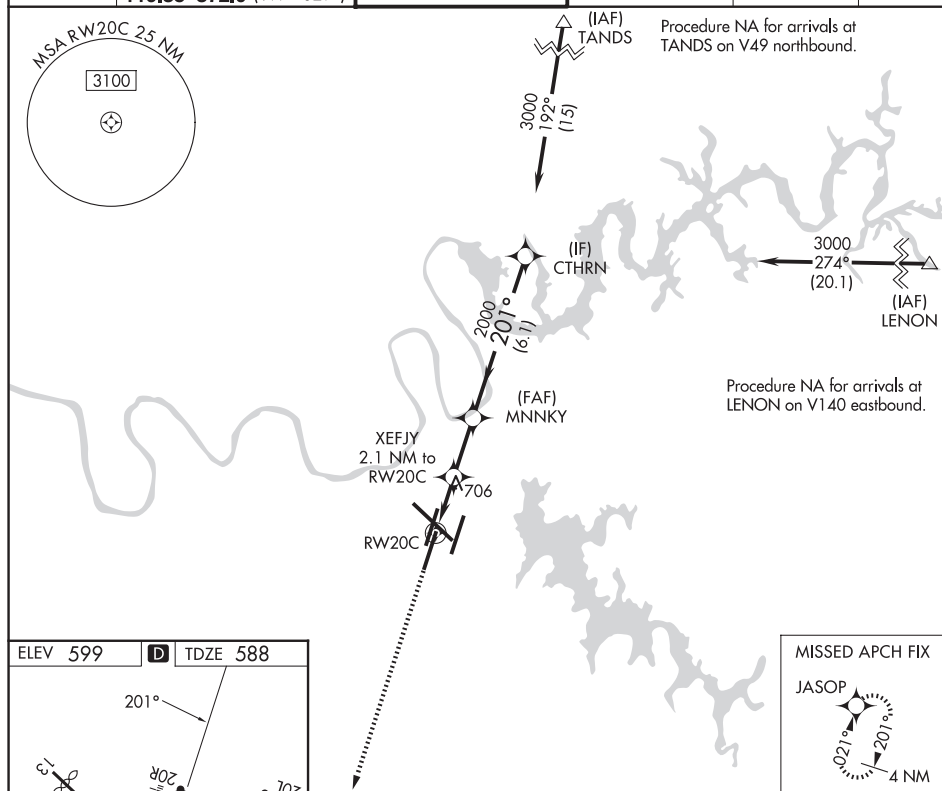 MSA RW20C 25 NM
3100
(IAF)
TANDS
Procedure NA for arrivals at
TANDS on V49 northbound.
3000
192°
(15)
(IF)
CTHRN
3000
274°
(20.1)
(IAF)
LENON
2000
201°
(6.1)
(FAF)
MNNKY
Procedure NA for arrivals at
LENON on V140 eastbound.
XEFJY
2.1 NM to
RW20C
706
RW20C
ELEV 599
D
TDZE 588
201°
13
20R
20L
MISSED APCH FIX
JASOP
021°
201°
4 NM